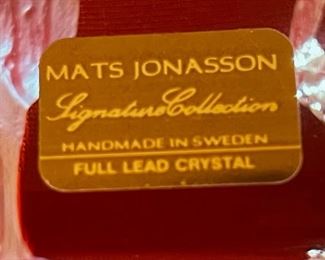 MATS JONASSON
Signature Collection
HANDMADE IN SWEDEN
FULL LEAD CRYSTAL